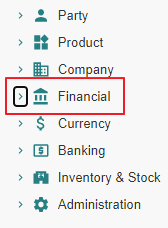 Party
Product
Company
Financial
Currency
Banking
Inventory & Stock
Administration